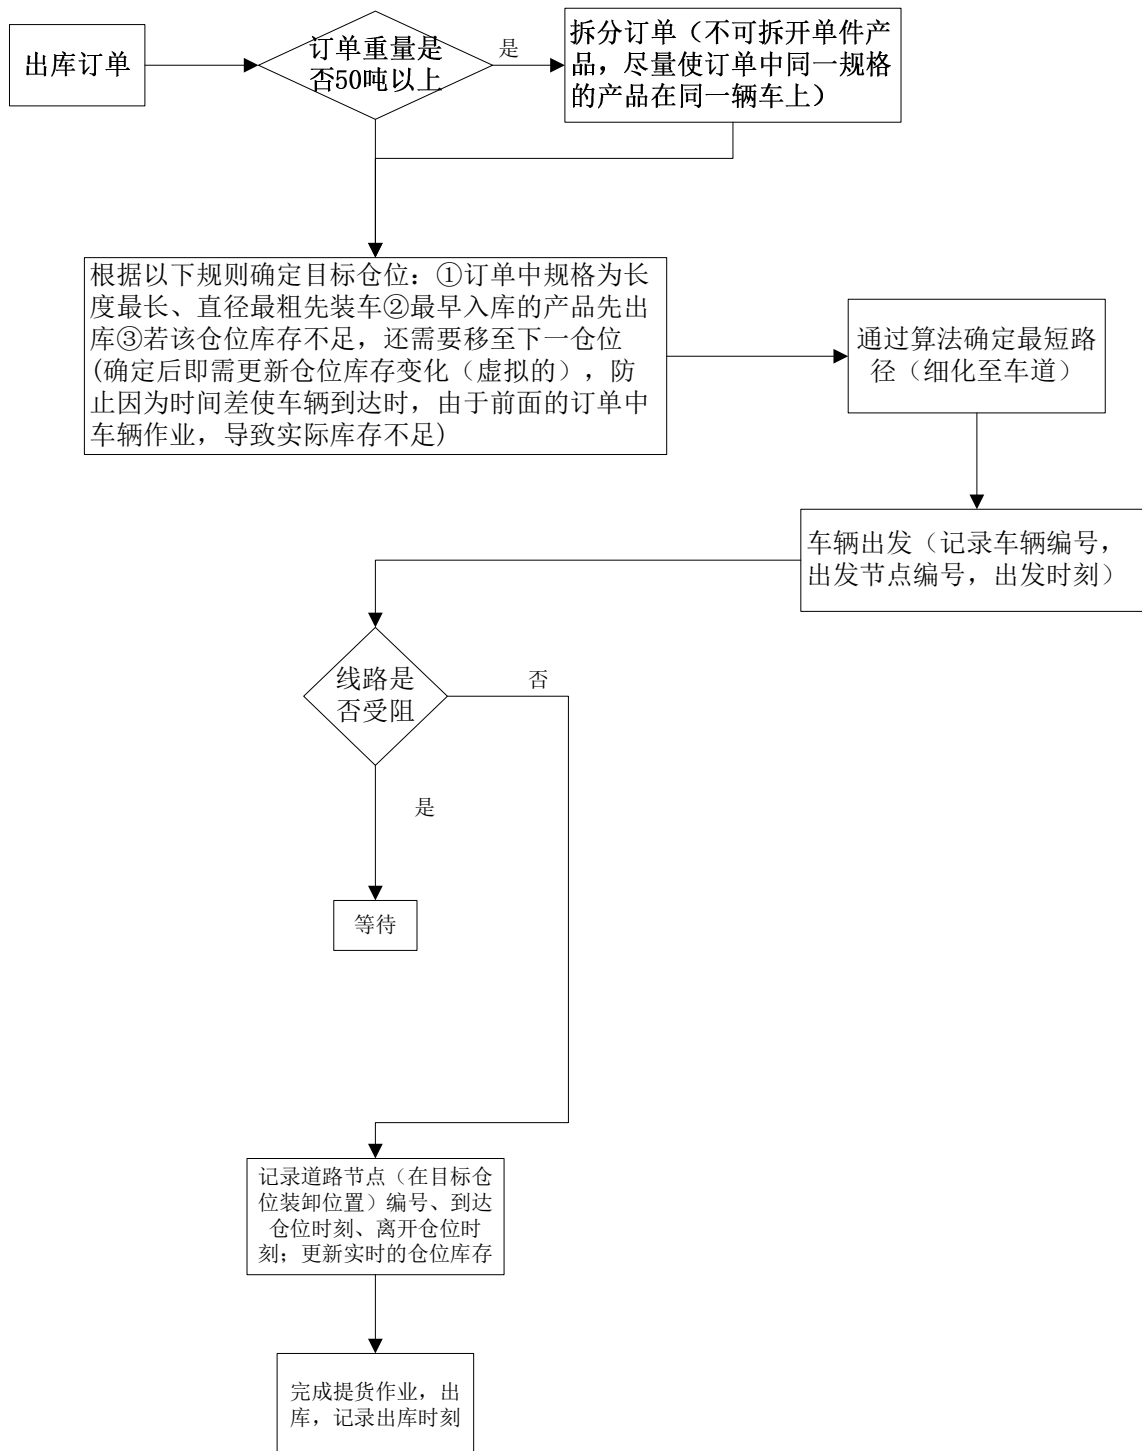 出库订单
订单重量是
否50吨以上
是
拆分订单（不可拆开单件产
品，尽量使订单中同一规格
的产品在同一辆车上）
根据以下规则确定目标仓位：①订单中规格为长
度最长、直径最粗先装车②最早入库的产品先出
库③若该仓位库存不足，还需要移至下一仓位
(确定后即需更新仓位库存变化（虚拟的），防
止因为时间差使车辆到达时，由于前面的订单中
车辆作业，导致实际库存不足)
通过算法确定最短路
径（细化至车道）
车辆出发（记录车辆编号，
出发节点编号，出发时刻）
线路是
否受阻
否
是
等待
记录道路节点（在目标仓
位装卸位置）编号、到达
仓位时刻、离开仓位时
刻；更新实时的仓位库存
完成提货作业，出
库，记录出库时刻